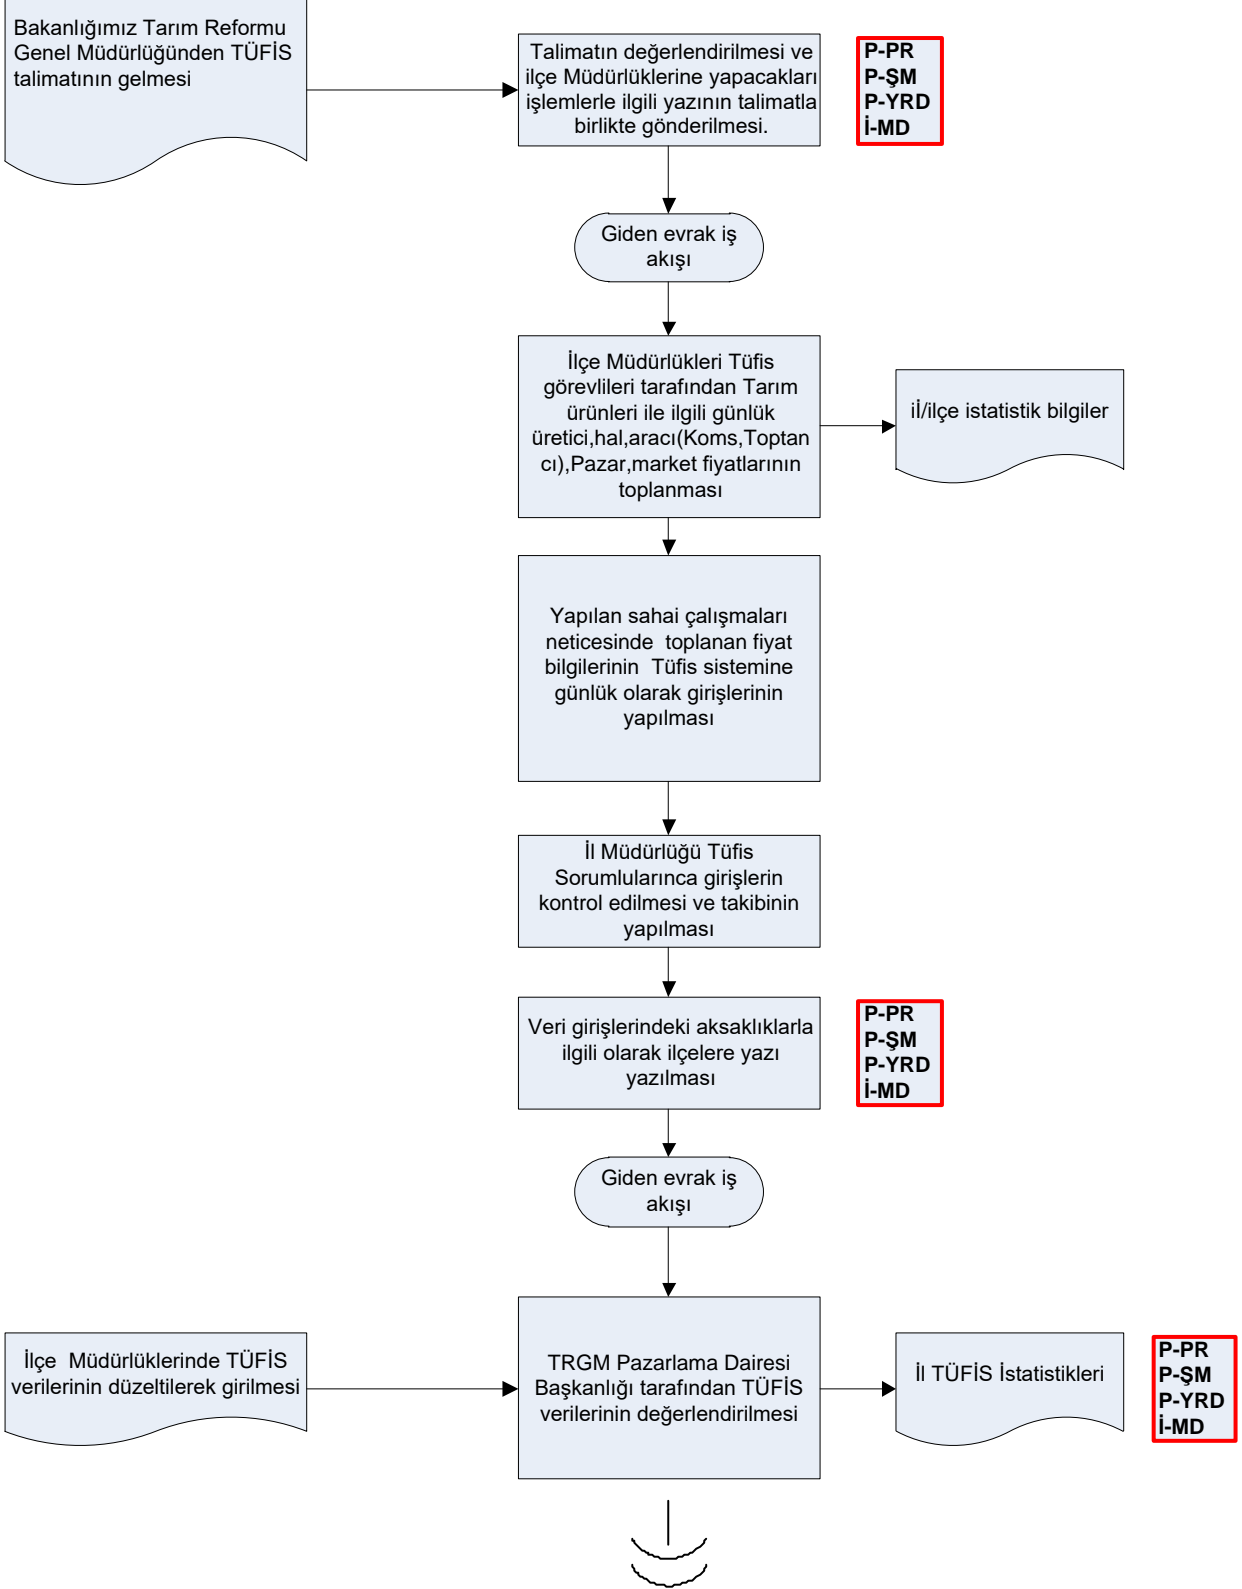 Bakanlığımız Tarım Reformu
Genel Müdürlüğünden TÜFİS
talimatının gelmesi
Talimatın değerlendirilmesi ve
ilçe Müdürlüklerine yapacakları
işlemlerle ilgili yazının talimatla
birlikte gönderilmesi.
P-PR
P-ŞM
P-YRD
İ-MD
Giden evrak iş
akışı
İlçe Müdürlükleri Tüfis
görevlileri tarafından Tarım
ürünleri ile ilgili günlük
üretici,hal,aracı(Koms,Toptan
cı),Pazar,market fiyatlarının
toplanması
iİ/ilçe istatistik bilgiler
Yapılan sahai çalışmaları
neticesinde  toplanan fiyat
bilgilerinin  Tüfis sistemine
günlük olarak girişlerinin
yapılması
İl Müdürlüğü Tüfis
Sorumlularınca girişlerin
kontrol edilmesi ve takibinin
yapılması
Veri girişlerindeki aksaklıklarla
ilgili olarak ilçelere yazı
yazılması
P-PR
P-ŞM
P-YRD
İ-MD
Giden evrak iş
akışı
İlçe  Müdürlüklerinde TÜFİS
verilerinin düzeltilerek girilmesi
TRGM Pazarlama Dairesi
Başkanlığı tarafından TÜFİS
verilerinin değerlendirilmesi
İl TÜFİS İstatistikleri
P-PR
P-ŞM
P-YRD
İ-MD